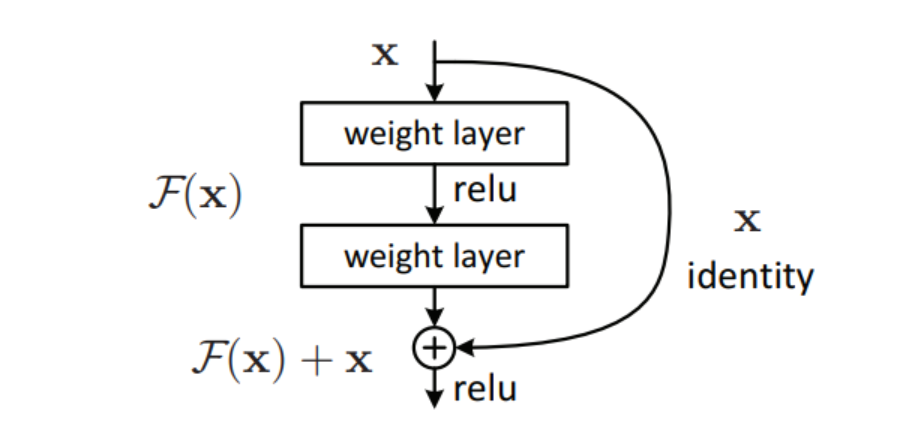 x
weight layer
F(x)
relu
weight layer
x
identity
F(x) + x
relu